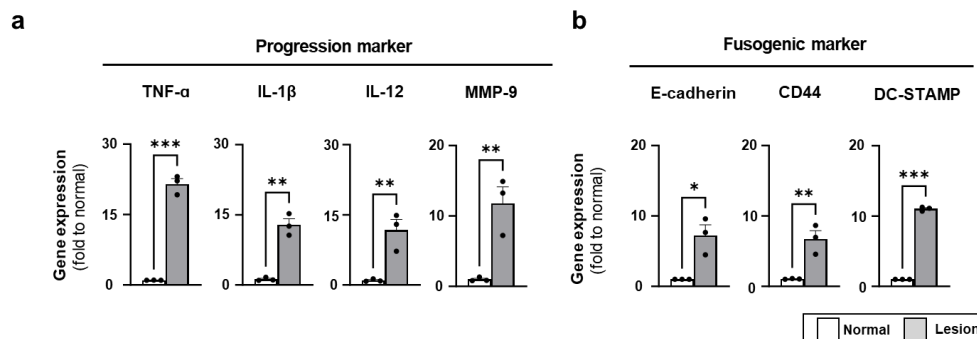 a
Progression marker
TNF-α IL-1β IL-12 MMP-9
Gene expression
(fold to normal)
30
15
0
***
30
15
0
**
30
15
0
**
20
10
0
**
b
Fusogenic marker
E-cadherin CD44 DC-STAMP
Gene expression
(fold to normal)
20
10
0
*
20
10
0
**
20
10
0
***
Normal Lesion